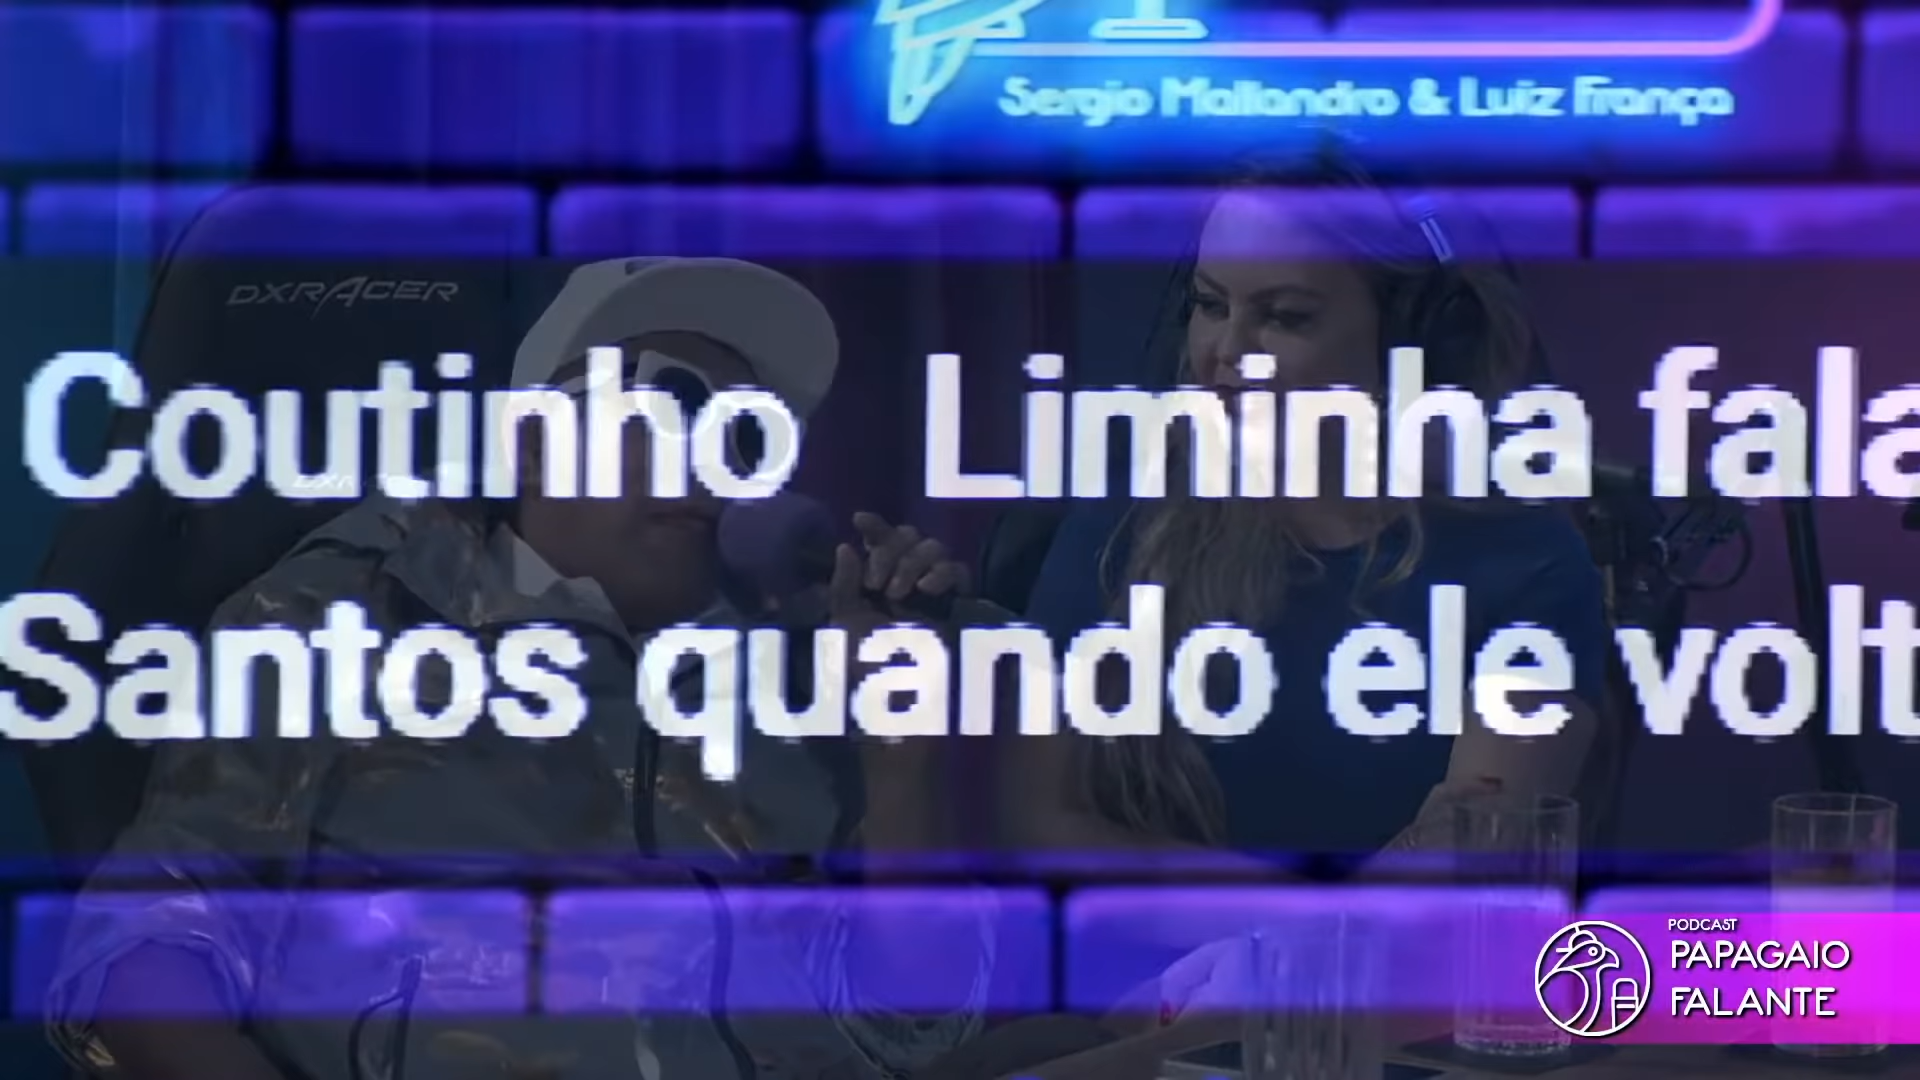 Sergio Mallandro & Luiz França
DXRACER
Coutinho Liminha fala
Santos quando ele volt
PODCAST
PAPAGAIO
FALANTE